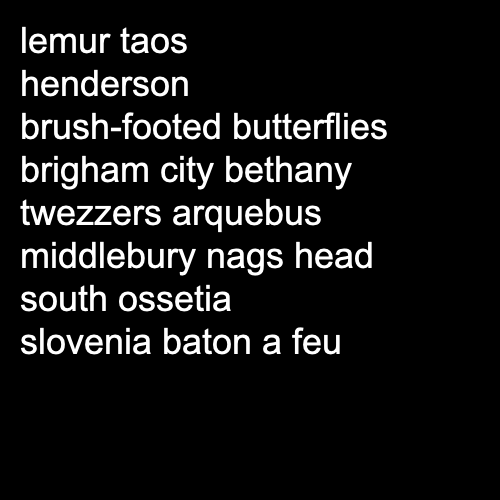 lemur taos
henderson
brush-footed butterflies
brigham city bethany
twezzers arquebus
middlebury nags head
south ossetia
slovenia baton a feu